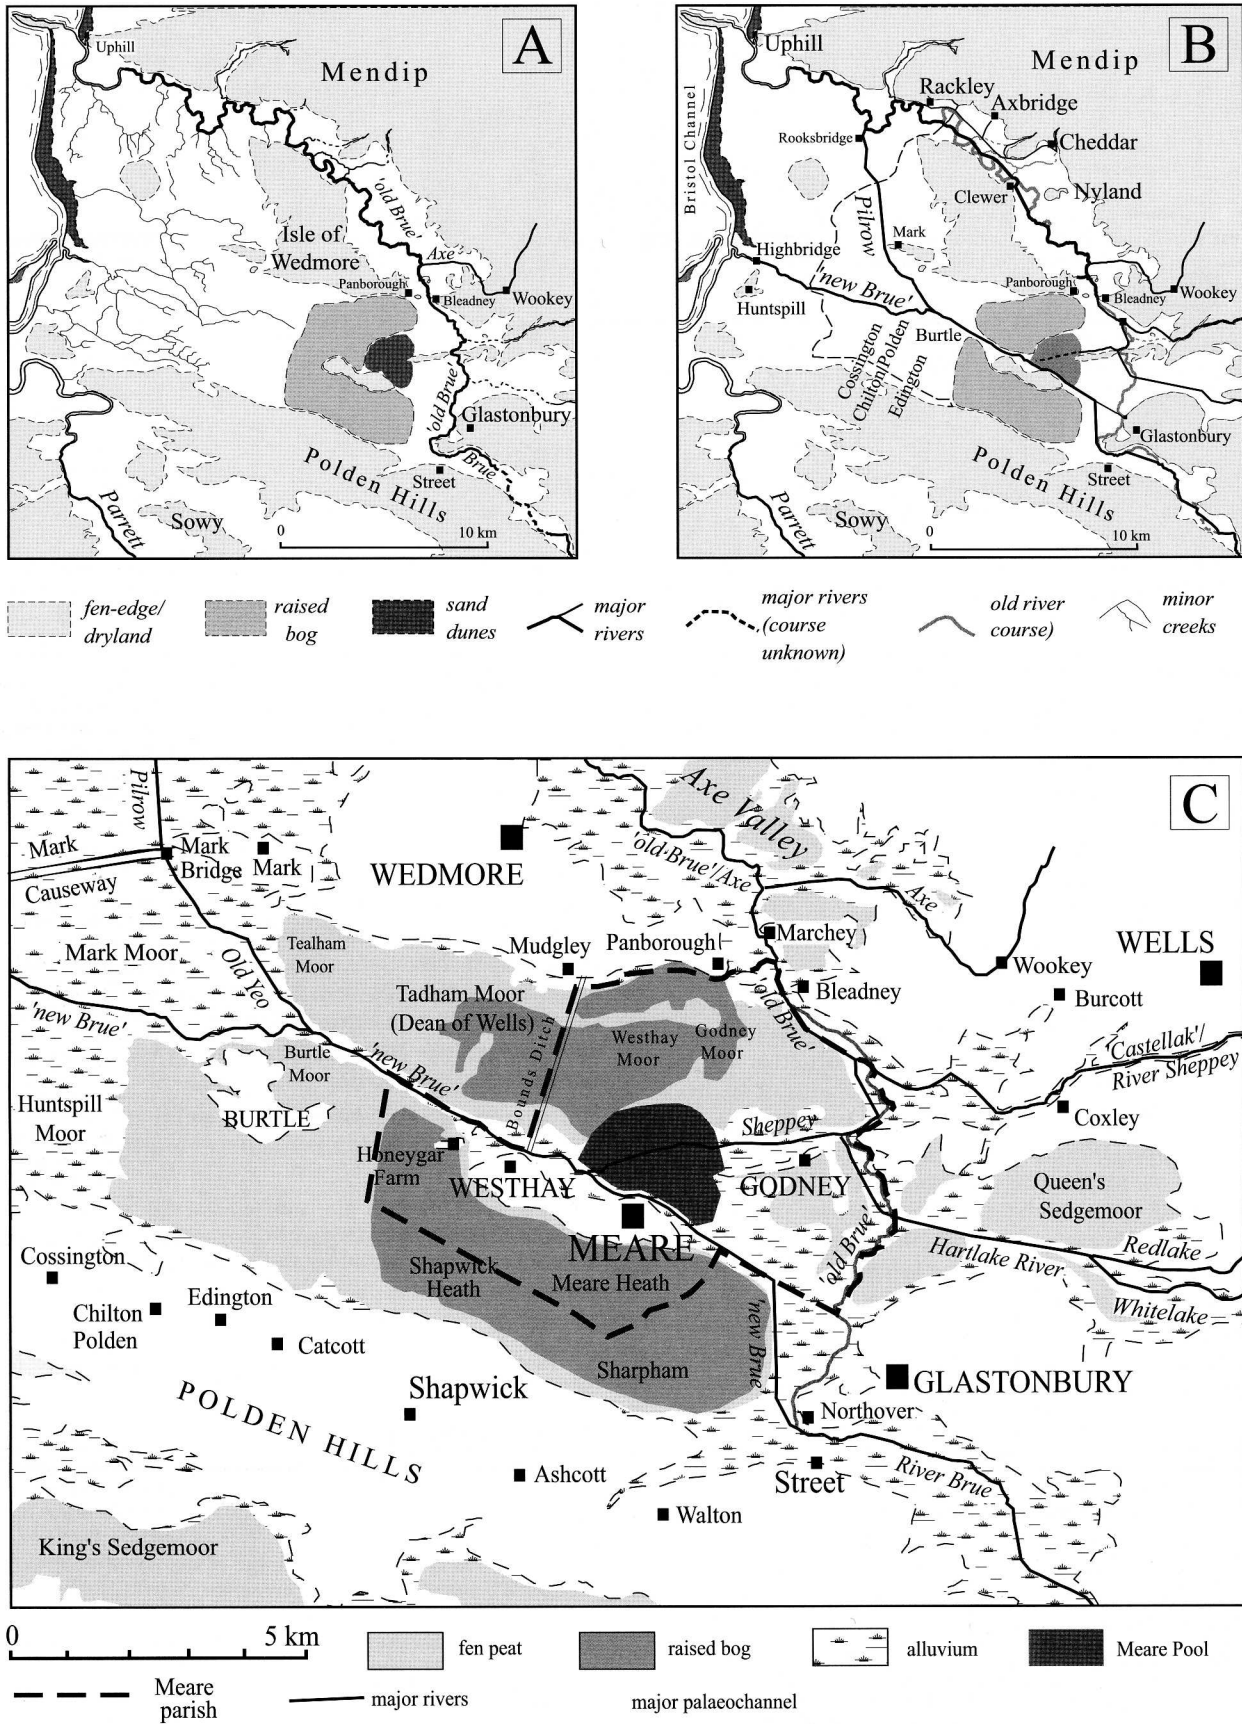 A
Uphill
Mendip
'old Brue'
Isle of
Wedmore
Axe
Panborough
Bleadney
Wookey
'old Brue'
Glastonbury
Brue
Street
Polden Hills
Parrett
Sowy
0
10 km
B
Uphill
Mendip
Bristol Channel
Rackley
Axbridge
Rooksbridge
Cheddar
Clewer
Nyland
Pilrow
Mark
Highbridge
'new Brue'
Panborough
Bleadney
Wookey
Huntspill
Burtle
Cossington
Chilton/Polden
Edington
Glastonbury
Street
Polden Hills
Parrett
Sowy
0
10 km
fen-edge/
dryland
raised
bog
sand
dunes
major
rivers
major rivers
(course
unknown)
old river
course)
minor
creeks
C
Pilrow
Axe Valley
Mark
Causeway
Mark
Bridge
Mark
WEDMORE
'old Brue'/Axe
Axe
Tealham
Moor
Mark Moor
Old Yeo
Mudgley
Panborough
Marchey
WELLS
Wookey
Bleadney
Burcott
Tadham Moor
(Dean of Wells)
'old Brue'
'new Brue'
Bounds Ditch
Westhay
Moor
Godney
Moor
'Castellak'/
River Sheppey
Burtle
Moor
'new Brue'
Huntspill
Moor
BURTLE
Sheppey
Coxley
Honeygar
Farm
WESTHAY
GODNEY
Queen's
Sedgemoor
MEARE
'old Brue'
Hartlake River
Redlake
Whitelake
Cossington
Shapwick
Heath
Meare Heath
Chilton
Polden
Edington
Catcott
'new Brue'
Sharpham
GLASTONBURY
POLDEN HILLS
Shapwick
Northover
River Brue
Ashcott
Street
Walton
King's Sedgemoor
0
5 km
fen peat
raised bog
alluvium
Meare Pool
Meare
parish
major rivers
major palaeochannel